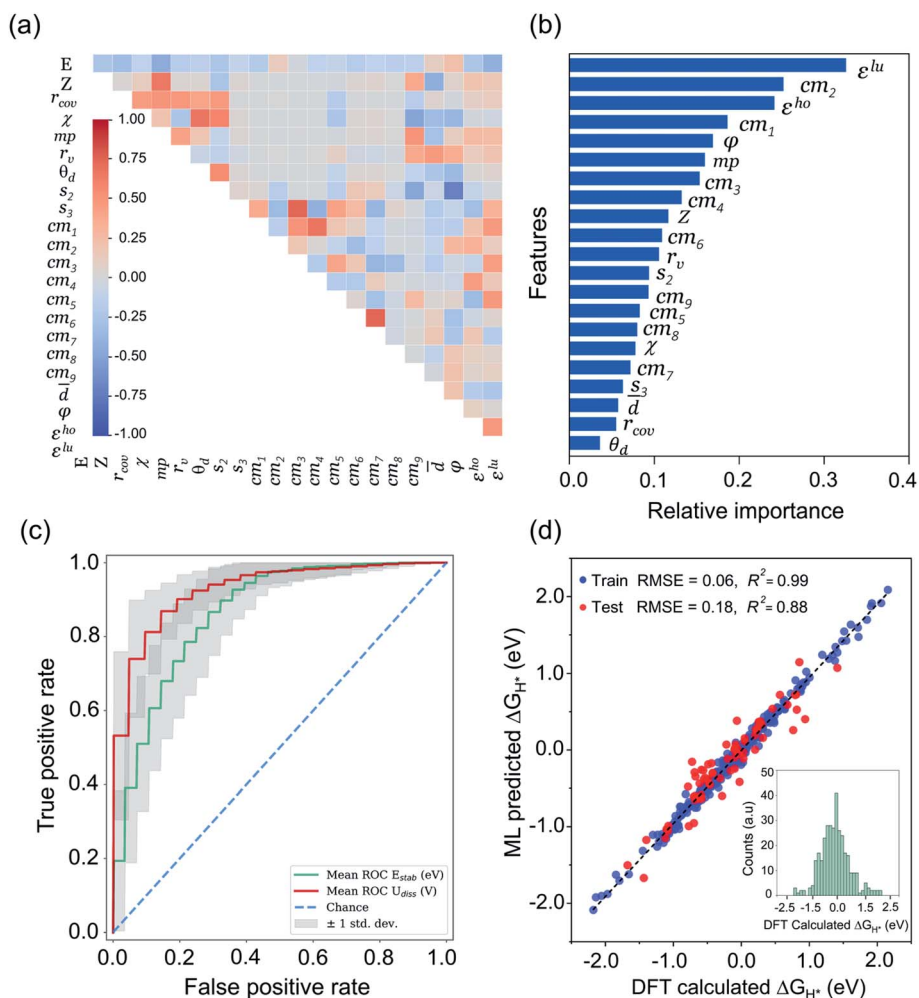 (a)
E
Z
r_cov
χ
mp
r_v
θ_d
s_2
s_3
cm_1
cm_2
cm_3
cm_4
cm_5
cm_6
cm_7
cm_8
cm_9
d̅
φ
ε^ho
ε^lu
1.00
0.75
0.50
0.25
0.00
-0.25
-0.50
-0.75
-1.00
E
Z
r_cov
χ
mp
r_v
θ_d
s_2
s_3
cm_1
cm_2
cm_3
cm_4
cm_5
cm_6
cm_7
cm_8
cm_9
d̅
φ
ε^ho
ε^lu
(b)
Features
ε^lu
cm_2
ε^ho
cm_1
φ
mp
cm_3
cm_4
Z
cm_6
r_v
s_2
cm_9
cm_5
cm_8
χ
cm_7
s_3
d̅
r_cov
θ_d
0.0 0.1 0.2 0.3 0.4
Relative importance
(c)
True positive rate
1.0
0.8
0.6
0.4
0.2
0.0
Mean ROC E_stab (eV)
Mean ROC U_diss (V)
Chance
± 1 std. dev.
0.0 0.2 0.4 0.6 0.8 1.0
False positive rate
(d)
ML predicted ΔG_H* (eV)
2.0
1.0
0.0
-1.0
-2.0
Train RMSE = 0.06, R² = 0.99
Test RMSE = 0.18, R² = 0.88
Counts (a.u)
50
40
30
20
10
0
-2.5 -1.5 0.0 1.5 2.5
DFT Calculated ΔG_H* (eV)
-2.0 -1.0 0.0 1.0 2.0
DFT calculated ΔG_H* (eV)